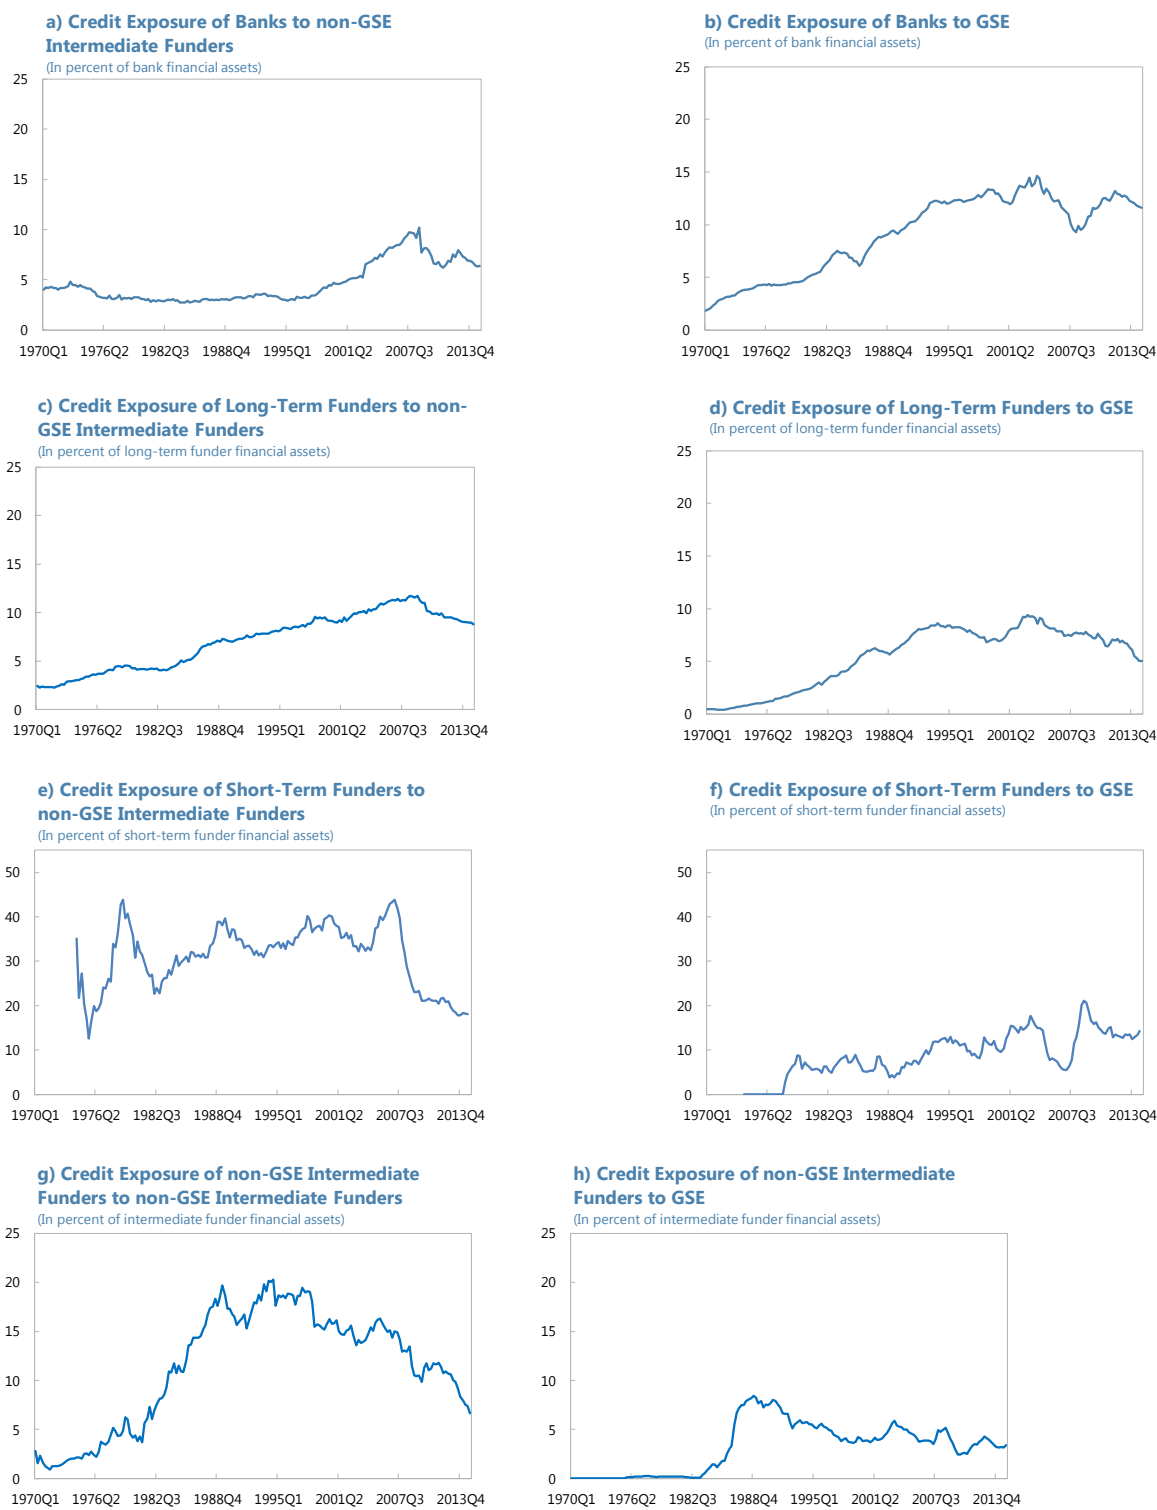 a) Credit Exposure of Banks to non-GSE
Intermediate Funders
(In percent of bank financial assets)
25
20
15
10
5
0
1970Q1 1976Q2 1982Q3 1988Q4 1995Q1 2001Q2 2007Q3 2013Q4
b) Credit Exposure of Banks to GSE
(In percent of bank financial assets)
25
20
15
10
5
0
1970Q1 1976Q2 1982Q3 1988Q4 1995Q1 2001Q2 2007Q3 2013Q4
c) Credit Exposure of Long-Term Funders to non-
GSE Intermediate Funders
(In percent of long-term funder financial assets)
25
20
15
10
5
0
1970Q1 1976Q2 1982Q3 1988Q4 1995Q1 2001Q2 2007Q3 2013Q4
d) Credit Exposure of Long-Term Funders to GSE
(In percent of long-term funder financial assets)
25
20
15
10
5
0
1970Q1 1976Q2 1982Q3 1988Q4 1995Q1 2001Q2 2007Q3 2013Q4
e) Credit Exposure of Short-Term Funders to
non-GSE Intermediate Funders
(In percent of short-term funder financial assets)
50
40
30
20
10
0
1970Q1 1976Q2 1982Q3 1988Q4 1995Q1 2001Q2 2007Q3 2013Q4
f) Credit Exposure of Short-Term Funders to GSE
(In percent of short-term funder financial assets)
50
40
30
20
10
0
1970Q1 1976Q2 1982Q3 1988Q4 1995Q1 2001Q2 2007Q3 2013Q4
g) Credit Exposure of non-GSE Intermediate
Funders to non-GSE Intermediate Funders
(In percent of intermediate funder financial assets)
25
20
15
10
5
0
1970Q1 1976Q2 1982Q3 1988Q4 1995Q1 2001Q2 2007Q3 2013Q4
h) Credit Exposure of non-GSE Intermediate
Funders to GSE
(In percent of intermediate funder financial assets)
25
20
15
10
5
0
1970Q1 1976Q2 1982Q3 1988Q4 1995Q1 2001Q2 2007Q3 2013Q4